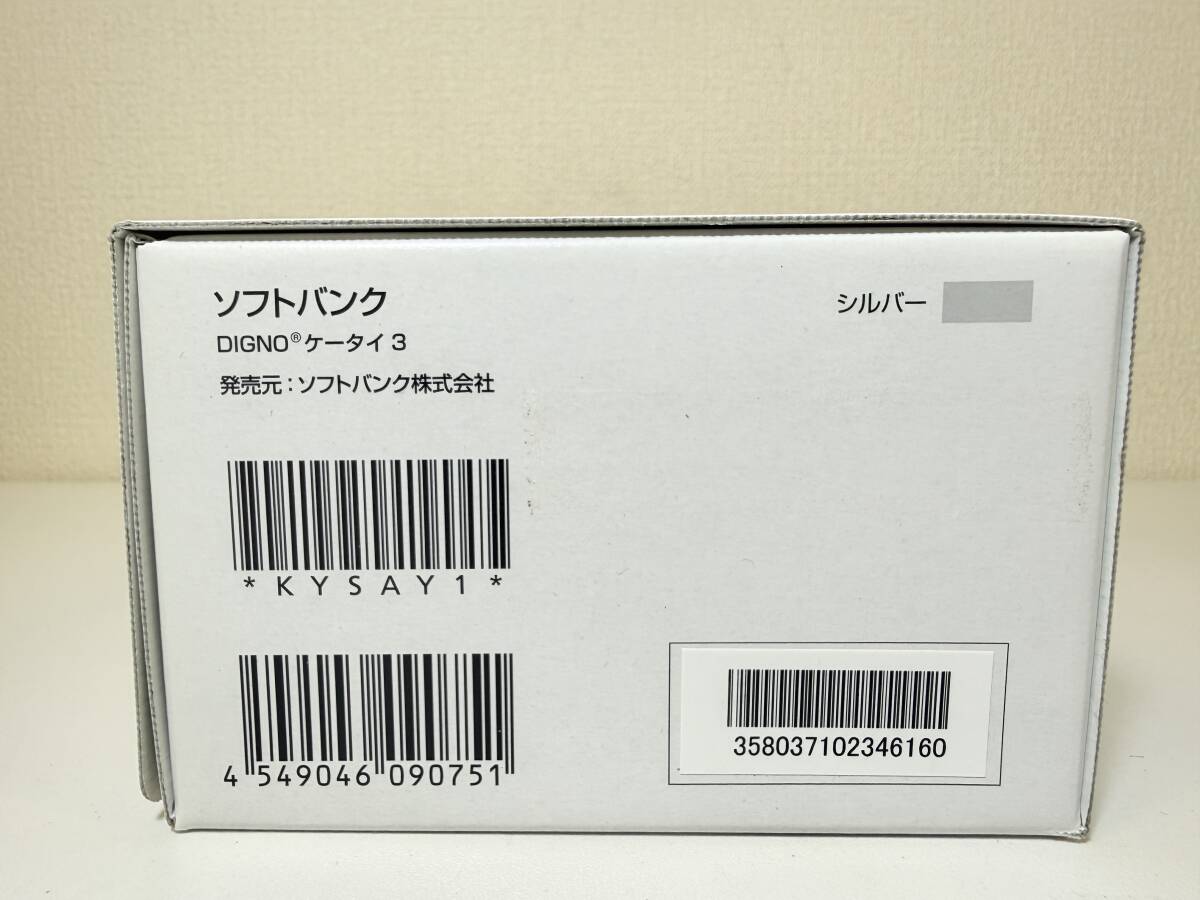 ソフトバンク
シルバー
DIGNO®ケータイ 3
発売元：ソフトバンク株式会社
*KYSAY1*
4 549046 090751
358037102346160